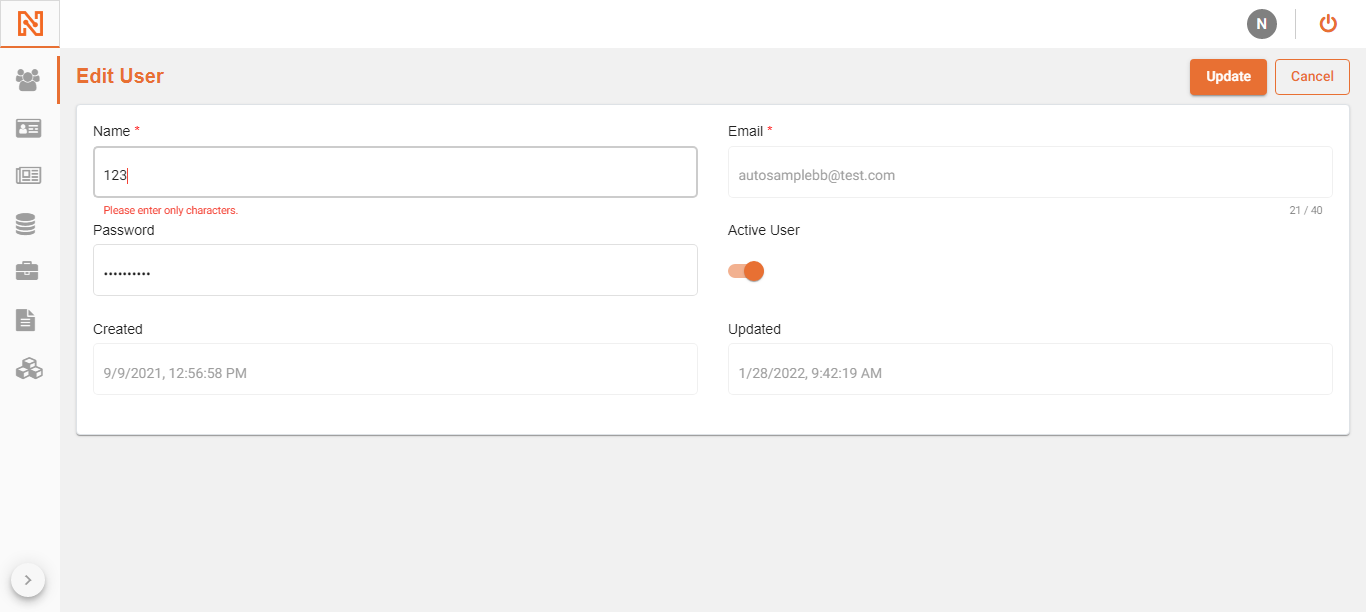 N
Edit User
Update
Cancel
Name *
Email *
123
autosamplebb@test.com
Please enter only characters.
21 / 40
Password
Active User
••••••••••
Created
Updated
9/9/2021, 12:56:58 PM
1/28/2022, 9:42:19 AM